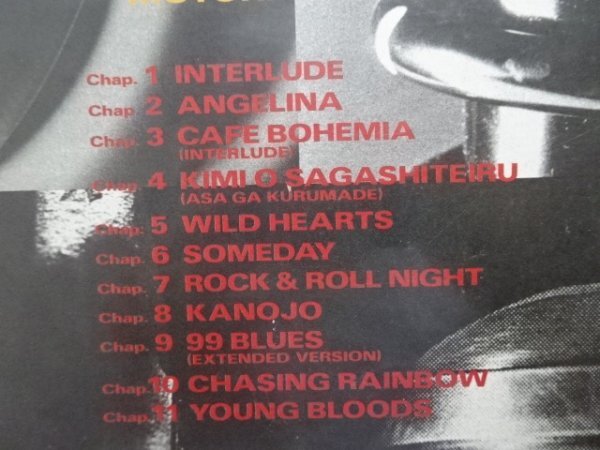 Chap. 1 INTERLUDE
Chap 2 ANGELINA
Chap. 3 CAFE BOHEMIA
(INTERLUDE)
Chap. 4 KIMI O SAGASHITEIRU
(ASA GA KURUMADE)
Chap. 5 WILD HEARTS
Chap. 6 SOMEDAY
Chap. 7 ROCK & ROLL NIGHT
Chap. 8 KANOJO
Chap. 9 99 BLUES
(EXTENDED VERSION)
Chap. 10 CHASING RAINBOW
Chap. 11 YOUNG BLOODS